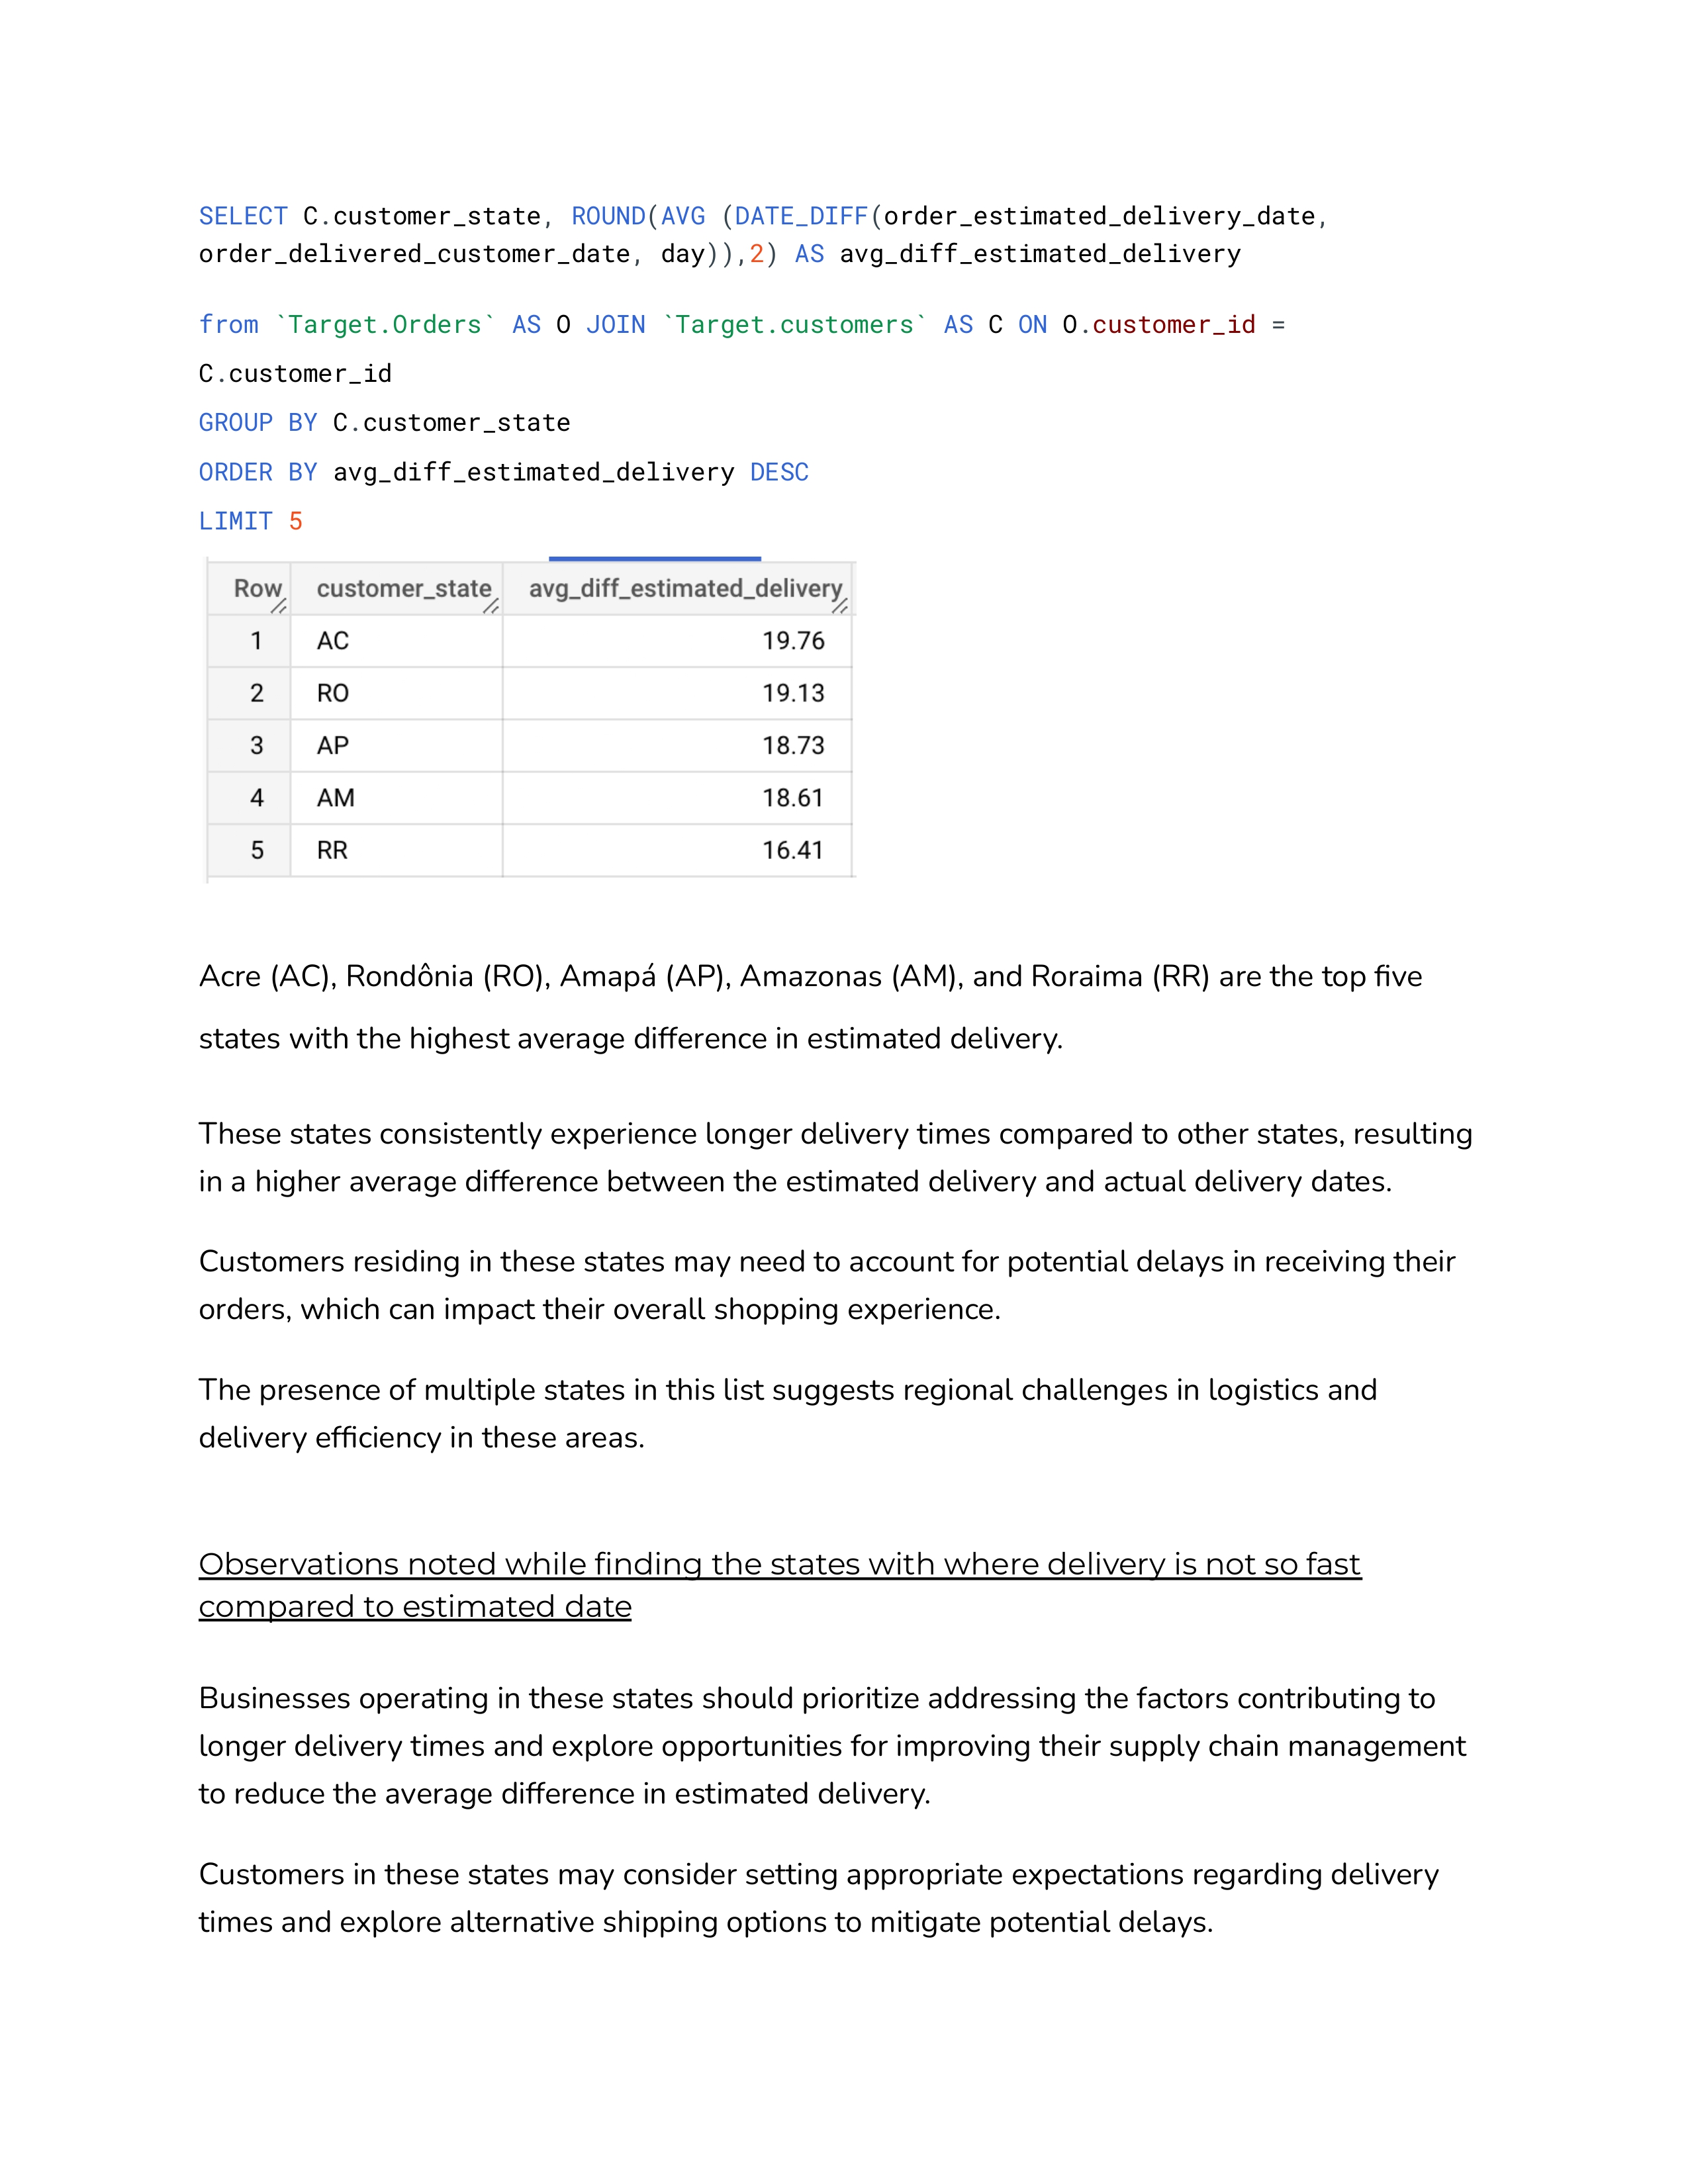 SELECT C.customer_state, ROUND(AVG (DATE_DIFF(order_estimated_delivery_date,
order_delivered_customer_date, day)),2) AS avg_diff_estimated_delivery
from `Target.Orders` AS O JOIN `Target.customers` AS C ON O.customer_id =
C.customer_id
GROUP BY C.customer_state
ORDER BY avg_diff_estimated_delivery DESC
LIMIT 5
Row customer_state avg_diff_estimated_delivery
1 AC 19.76
2 RO 19.13
3 AP 18.73
4 AM 18.61
5 RR 16.41
Acre (AC), Rondônia (RO), Amapá (AP), Amazonas (AM), and Roraima (RR) are the top five
states with the highest average difference in estimated delivery.
These states consistently experience longer delivery times compared to other states, resulting
in a higher average difference between the estimated delivery and actual delivery dates.
Customers residing in these states may need to account for potential delays in receiving their
orders, which can impact their overall shopping experience.
The presence of multiple states in this list suggests regional challenges in logistics and
delivery efficiency in these areas.
Observations noted while finding the states with where delivery is not so fast
compared to estimated date
Businesses operating in these states should prioritize addressing the factors contributing to
longer delivery times and explore opportunities for improving their supply chain management
to reduce the average difference in estimated delivery.
Customers in these states may consider setting appropriate expectations regarding delivery
times and explore alternative shipping options to mitigate potential delays.